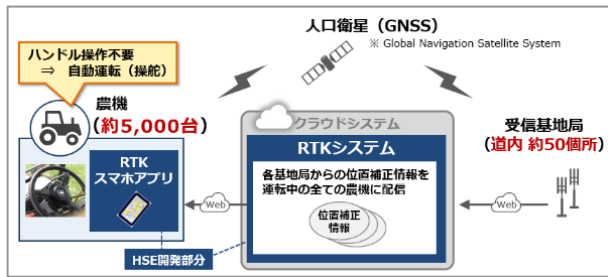 人口衛星（GNSS）
※ Global Navigation Satellite System
ハンドル操作不要
⇒ 自動運転（操舵）
農機
（約5,000台）
RTK
スマホアプリ
Web
クラウドシステム
RTKシステム
各基地局からの位置補正情報を
運転中の全ての農機に配信
位置補正
情報
HSE開発部分
受信基地局
（道内 約50個所）
Web